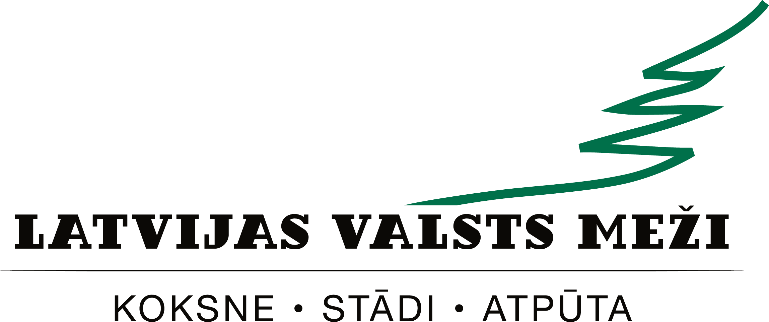 LATVIJAS VALSTS MEŽI
KOKSNE • STĀDI • ATPŪTA